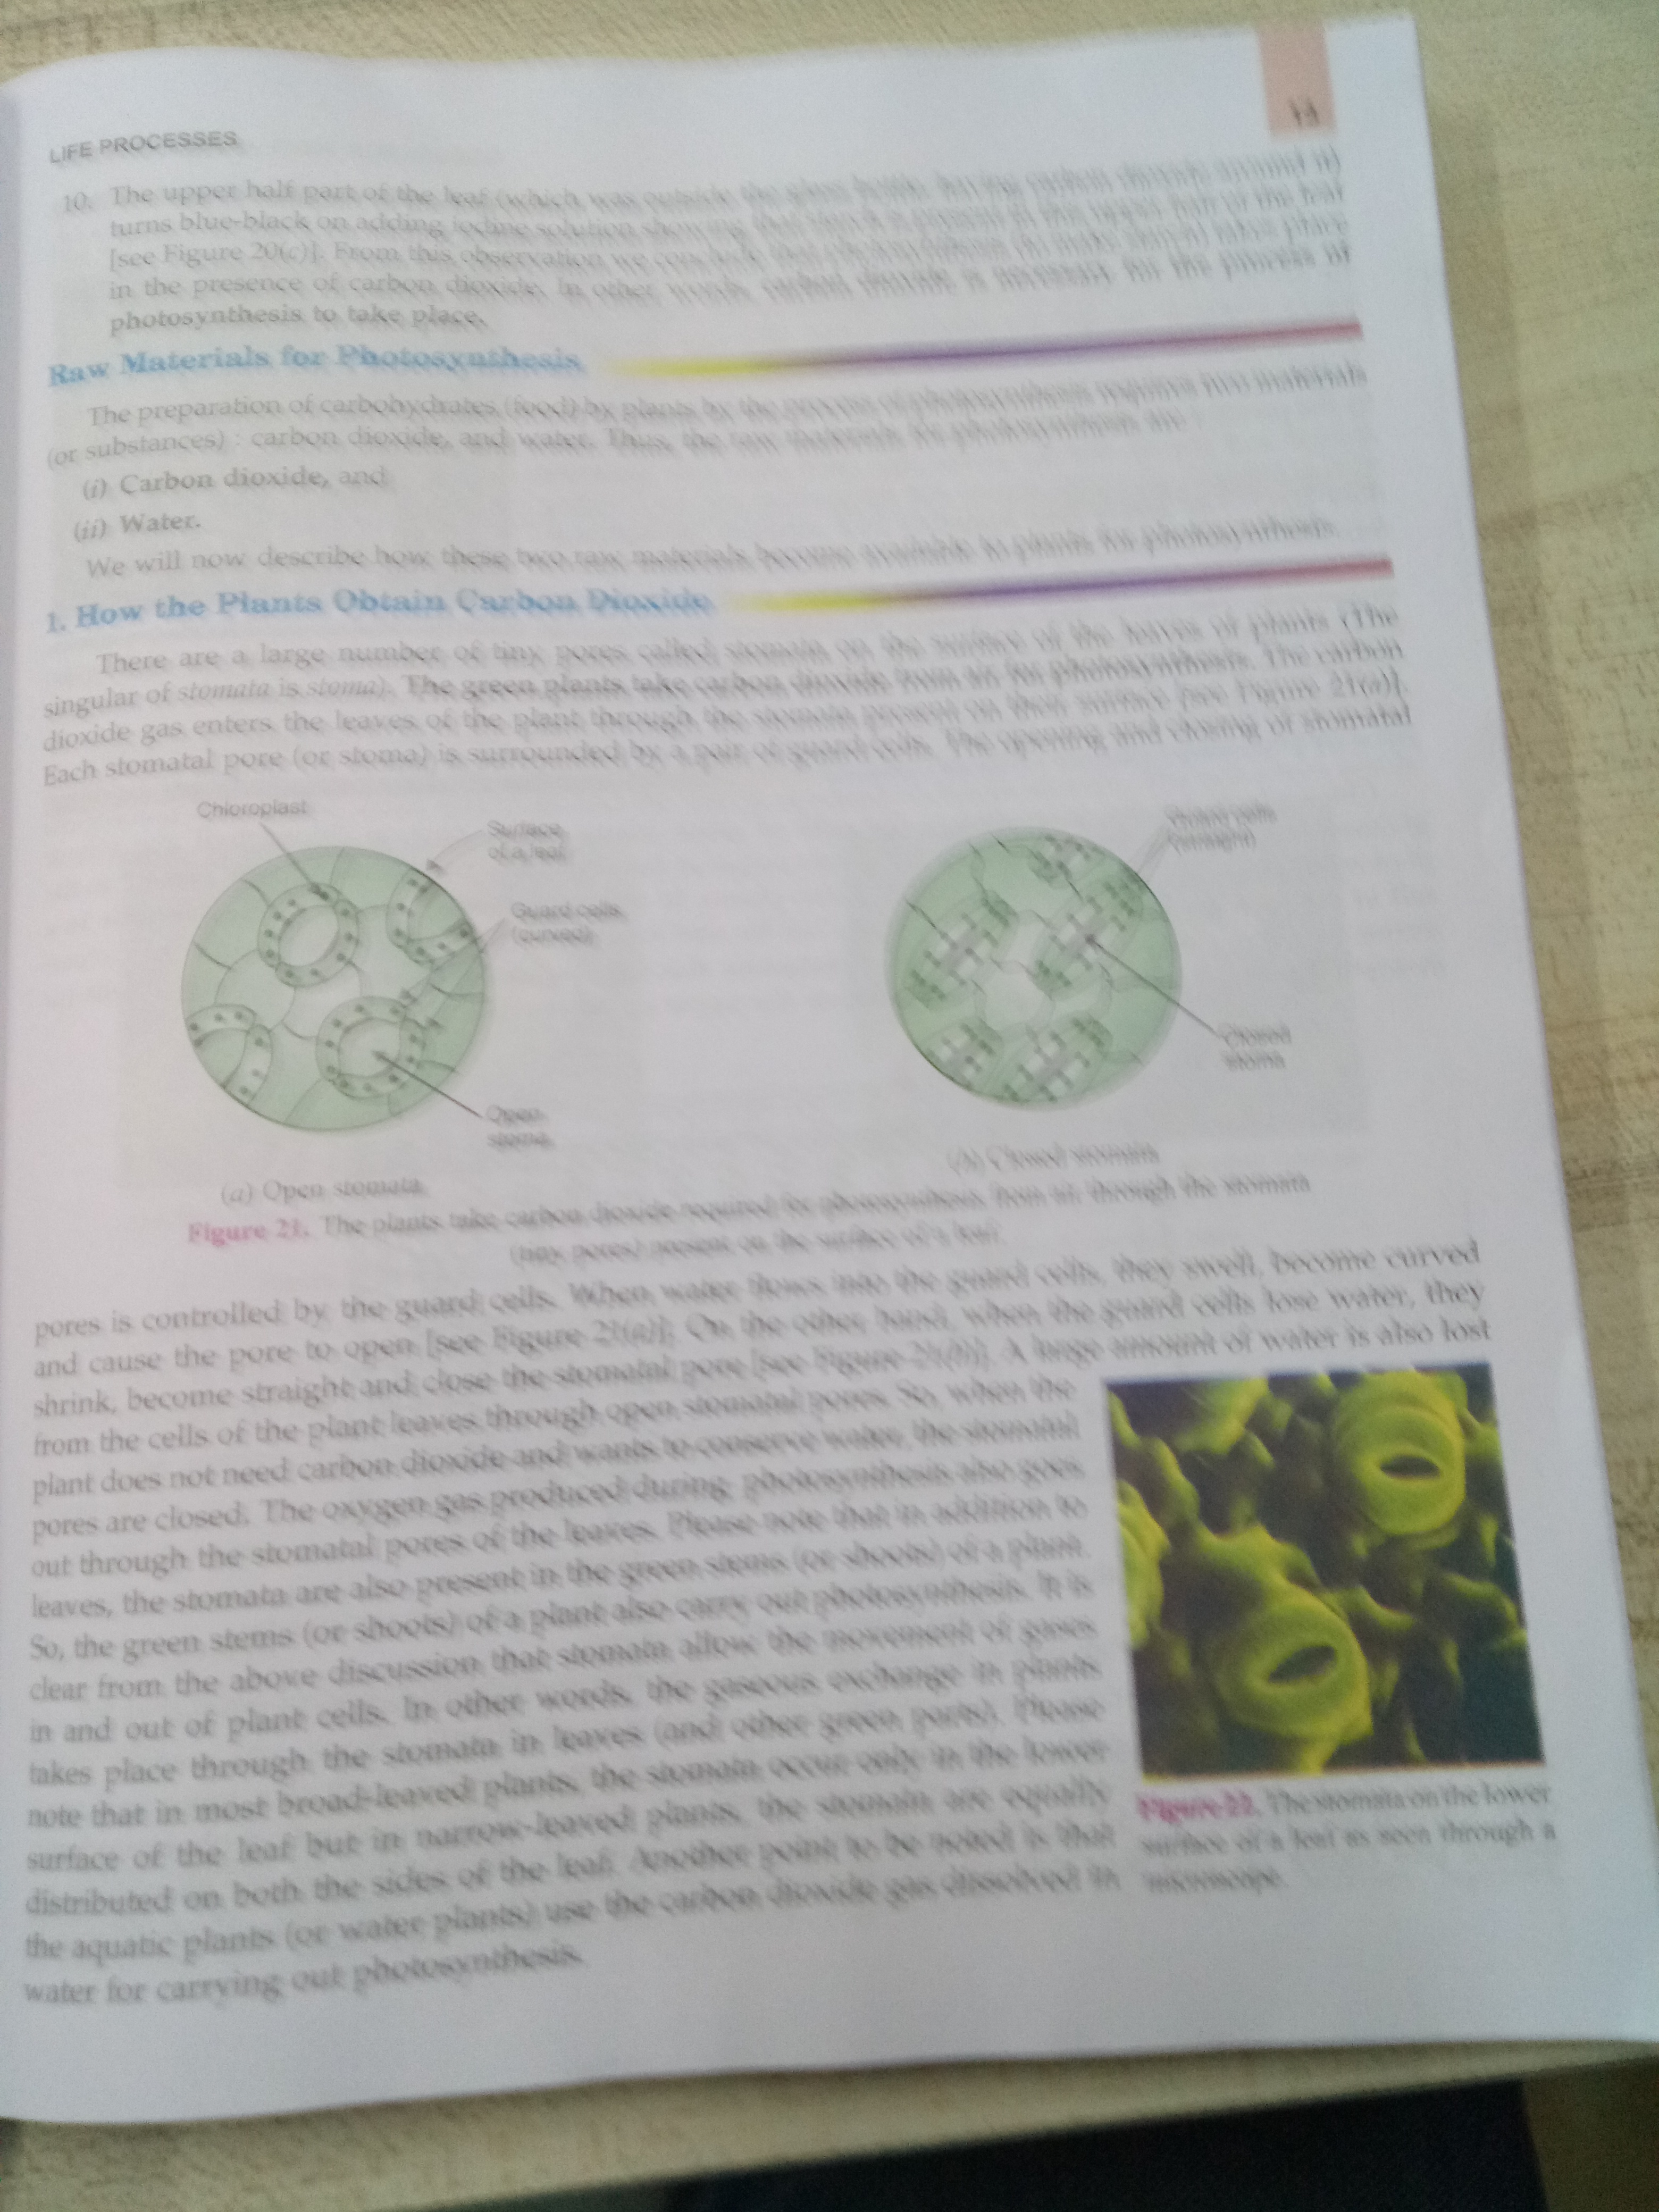 LIFE PROCESSES
10. The upper half part of the leaf (which was outside the glass bottle, having carbon dioxide around it)
turns blue-black on adding iodine solution showing that starch is present in this upper half of the leaf
[see Figure 20(c)]. From this observation we conclude that photosynthesis (to make starch) takes place
in the presence of carbon dioxide. In other words, carbon dioxide is necessary for the process of
photosynthesis to take place.
Raw Materials for Photosynthesis
The preparation of carbohydrates (food) by plants by the process of photosynthesis requires two materials
(or substances) : carbon dioxide, and water. Thus, the raw materials for photosynthesis are :
(i) Carbon dioxide, and
(ii) Water.
We will now describe how these two raw materials become available to plants for photosynthesis.
1. How the Plants Obtain Carbon Dioxide
There are a large number of tiny pores called stomata on the surface of the leaves of plants (The
singular of stomata is stoma). The green plants take carbon dioxide from air for photosynthesis. The carbon
dioxide gas enters the leaves of the plant through the stomata present on their surface [see Figure 21(a)].
Each stomatal pore (or stoma) is surrounded by a pair of guard cells. The opening and closing of stomatal
Chloroplast
Surface
of a leaf
Guard cells
(curved)
Open
stoma
(a) Open stomata
Guard cells
(straight)
Closed
stoma
(b) Closed stomata
Figure 21. The plants take carbon dioxide required for photosynthesis from air through the stomata
(tiny pores) present on the surface of a leaf.
pores is controlled by the guard cells. When water flows into the guard cells, they swell, become curved
and cause the pore to open [see Figure 21(a)]. On the other hand, when the guard cells lose water, they
shrink, become straight and close the stomatal pore [see Figure 21(b)]. A large amount of water is also lost
from the cells of the plant leaves through open stomatal pores. So, when the
plant does not need carbon dioxide and wants to conserve water, the stomatal
pores are closed. The oxygen gas produced during photosynthesis also goes
out through the stomatal pores of the leaves. Please note that in addition to
leaves, the stomata are also present in the green stems (or shoots) of a plant.
So, the green stems (or shoots) of a plant also carry out photosynthesis. It is
clear from the above discussion that stomata allow the movement of gases
in and out of plant cells. In other words, the gaseous exchange in plants
takes place through the stomata in leaves (and other green parts). Please
note that in most broad-leaved plants, the stomata occur only in the lower
surface of the leaf but in narrow-leaved plants, the stomata are equally
distributed on both the sides of the leaf. Another point to be noted is that
the aquatic plants (or water plants) use the carbon dioxide gas dissolved in
water for carrying out photosynthesis.
Figure 22. The stomata on the lower
surface of a leaf as seen through a
microscope.